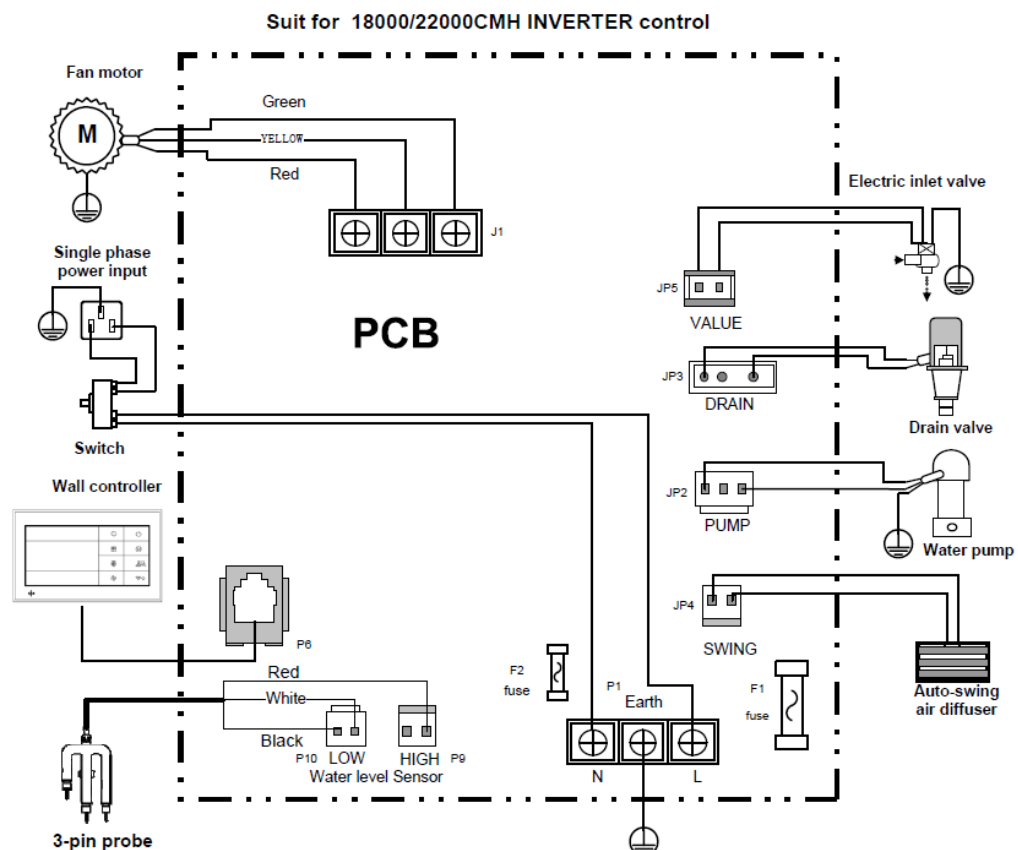 Suit for 18000/22000CMH INVERTER control
Fan motor
M
Green
YELLOW
Red
J1
Single phase
power input
PCB
Switch
Electric inlet valve
JP5
VALUE
JP3
DRAIN
Drain valve
Wall controller
JP2
PUMP
Water pump
P6
JP4
SWING
Auto-swing
air diffuser
Red
White
Black
P10
LOW
HIGH
P9
Water level Sensor
F2
fuse
P1
Earth
N
L
F1
fuse
3-pin probe